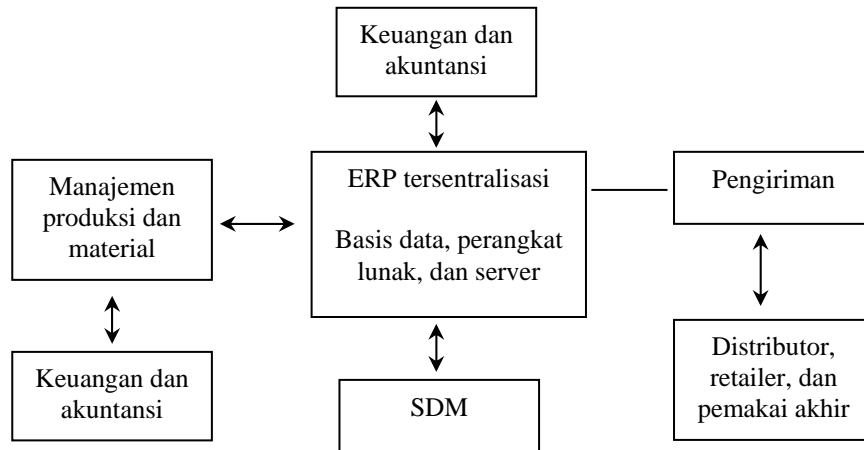 Keuangan dan
akuntansi
Manajemen
produksi dan
material
ERP tersentralisasi
Basis data, perangkat
lunak, dan server
Pengiriman
Keuangan dan
akuntansi
SDM
Distributor,
retailer, dan
pemakai akhir